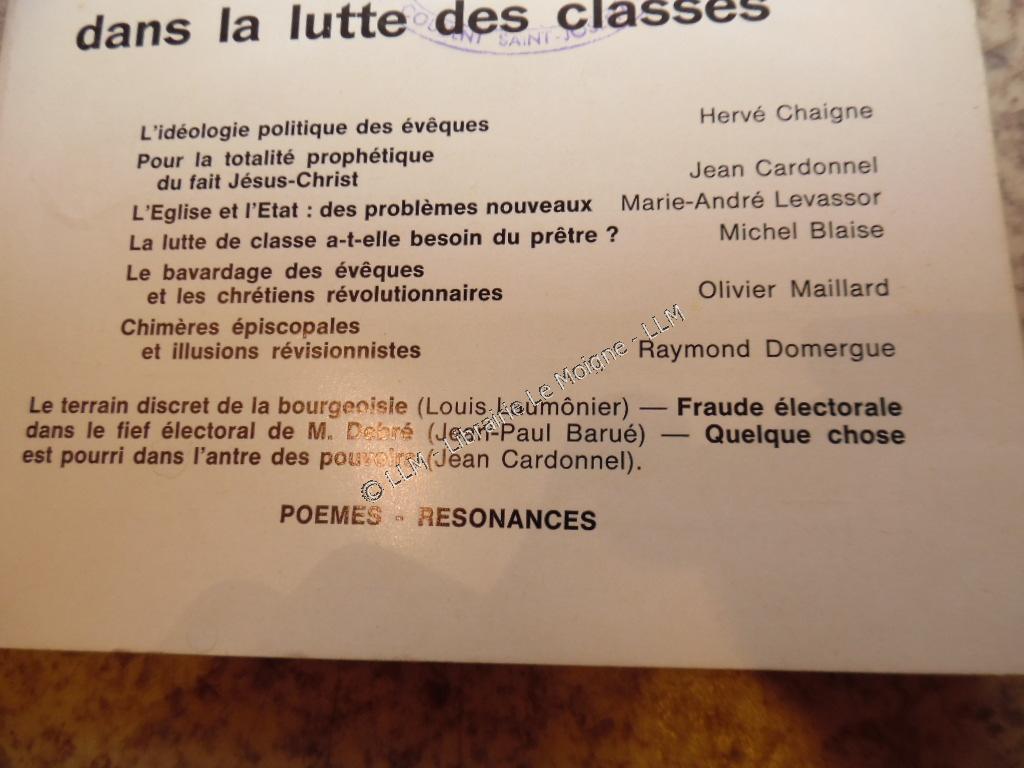 dans la lutte des classes
COUVENT SAINT-JOS
L'idéologie politique des évêques Hervé Chaigne
Pour la totalité prophétique
du fait Jésus-Christ Jean Cardonnel
L'Eglise et l'Etat : des problèmes nouveaux Marie-André Levassor
La lutte de classe a-t-elle besoin du prêtre ? Michel Blaise
Le bavardage des évêques
et les chrétiens révolutionnaires Olivier Maillard
Chimères épiscopales
et illusions révisionnistes Raymond Domergue
Le terrain discret de la bourgeoisie (Louis Laumônier) — Fraude électorale
dans le fief électoral de M. Debré (Jean-Paul Barué) — Quelque chose
est pourri dans l'antre des pouvoirs (Jean Cardonnel).
POEMES - RESONANCES
© LLM - Librairie Le Moigne - LLM